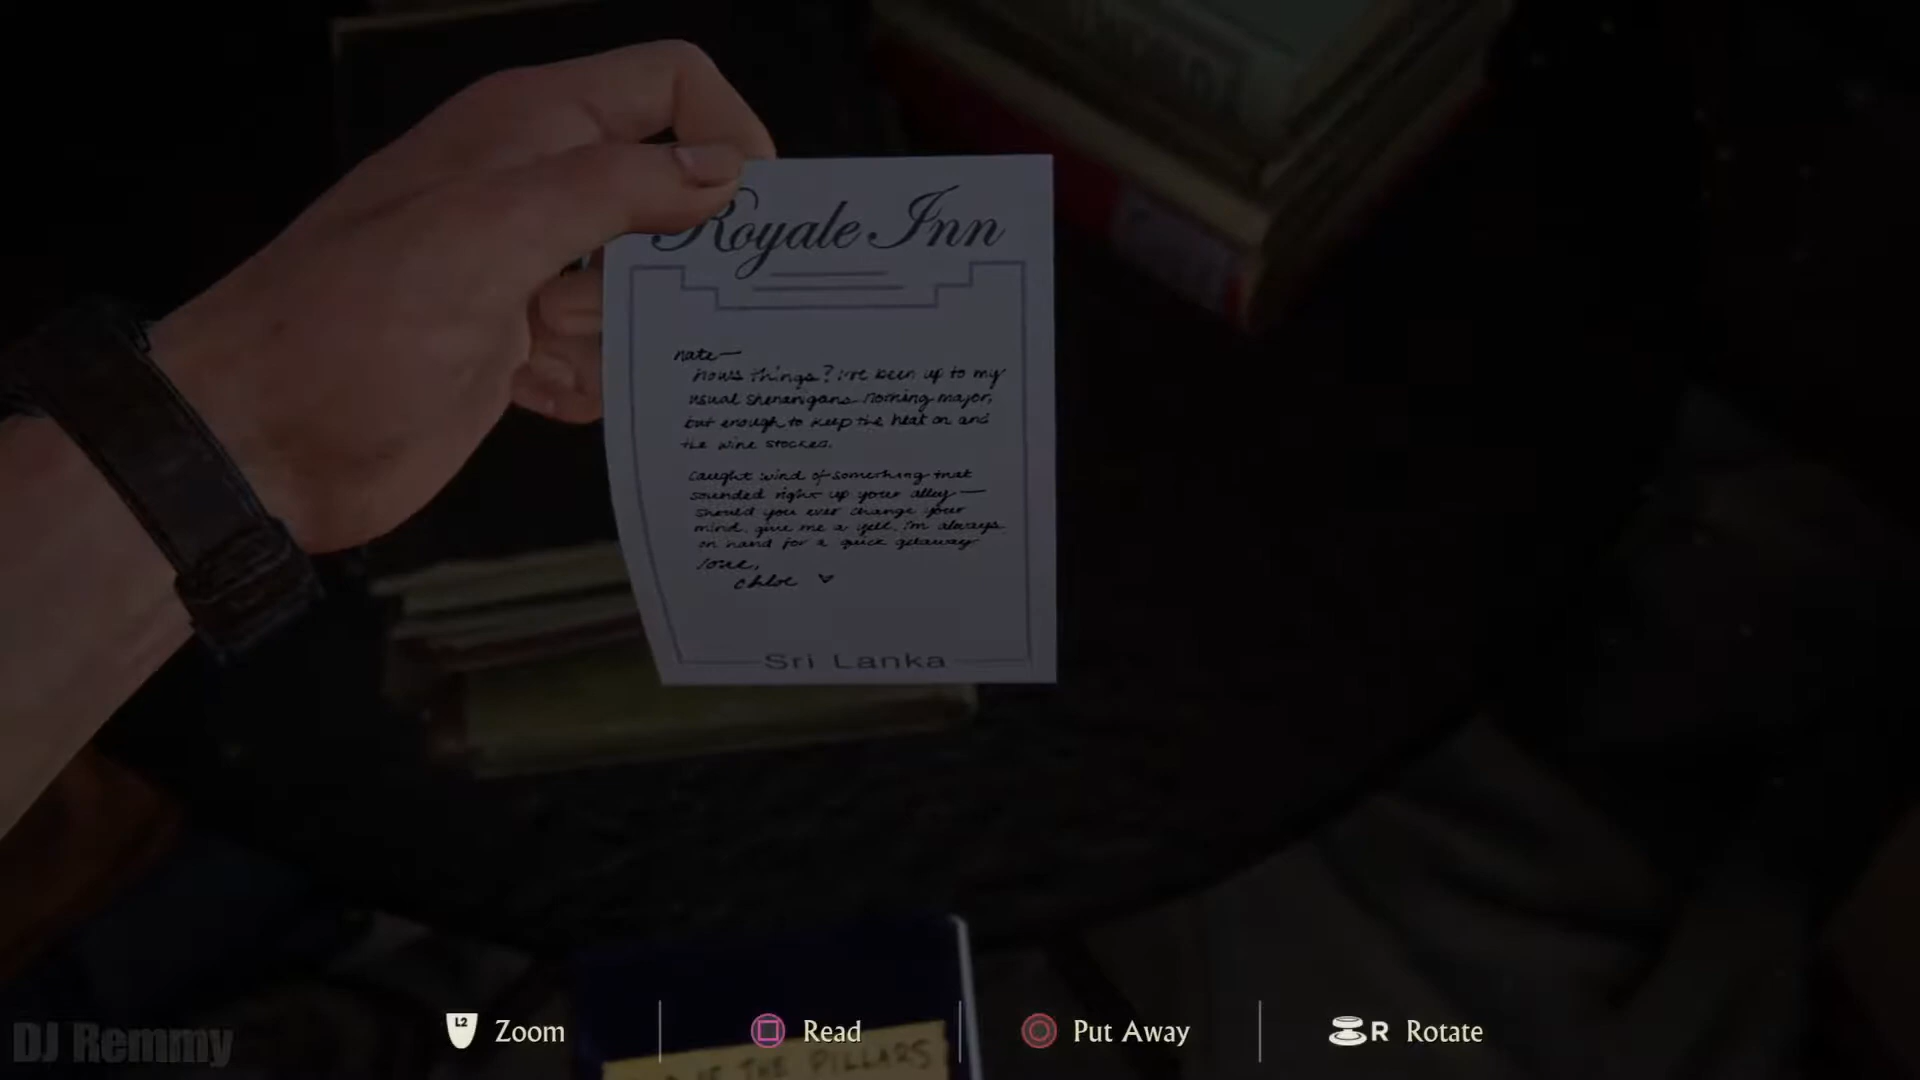 Royale Inn
Nate—
How's things? I've been up to my
usual shenanigans. Nothing major,
but enough to keep the heat on and
the wine stocked.
Caught wind of something that
sounded right up your alley—
should you ever change your
mind, give me a yell. I'm always
on hand for a quick getaway
Love,
Chloe
Sri Lanka
L2 Zoom
Read
Put Away
R Rotate
THE PILLARS
DJ Remmy